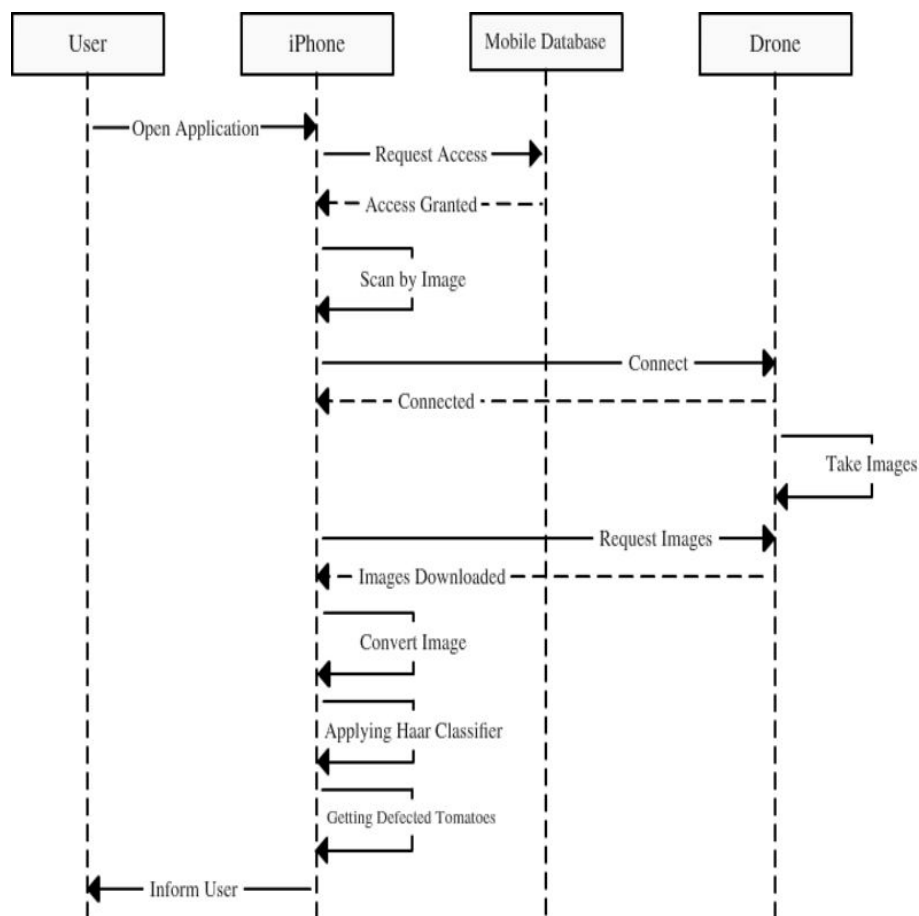 User
iPhone
Mobile Database
Drone
Open Application
Request Access
Access Granted
Scan by Image
Connect
Connected
Take Images
Request Images
Images Downloaded
Convert Image
Applying Haar Classifier
Getting Defected Tomatoes
Inform User